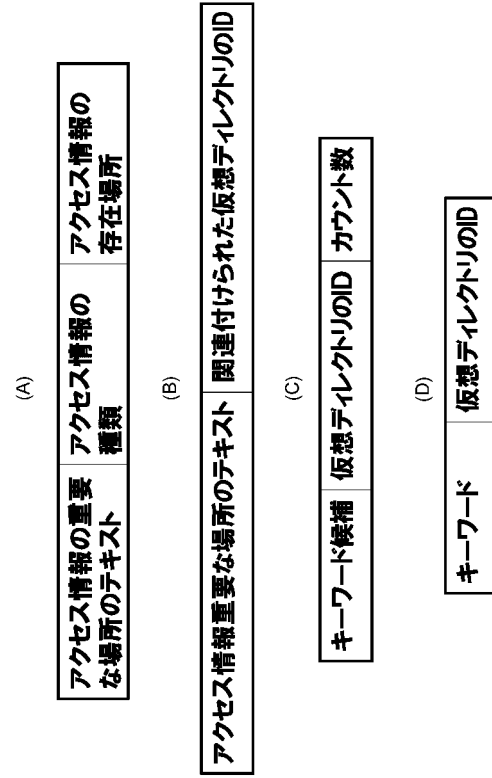 (A)
アクセス情報の重要
な場所のテキスト
アクセス情報の
種類
アクセス情報の
存在場所
(B)
アクセス情報重要な場所のテキスト
関連付けられた仮想ディレクトリのID
(C)
キーワード候補
仮想ディレクトリのID
カウント数
(D)
キーワード
仮想ディレクトリのID